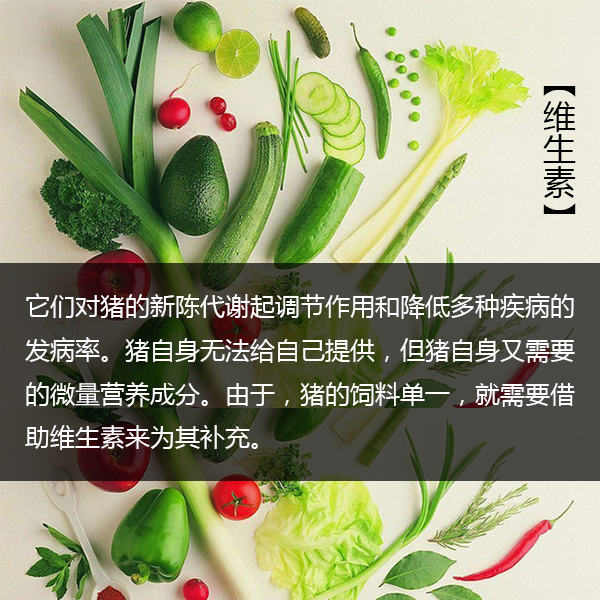 【维生素】
它们对猪的新陈代谢起调节作用和降低多种疾病的
发病率。猪自身无法给自己提供，但猪自身又需要
的微量营养成分。由于，猪的饲料单一，就需要借
助维生素来为其补充。